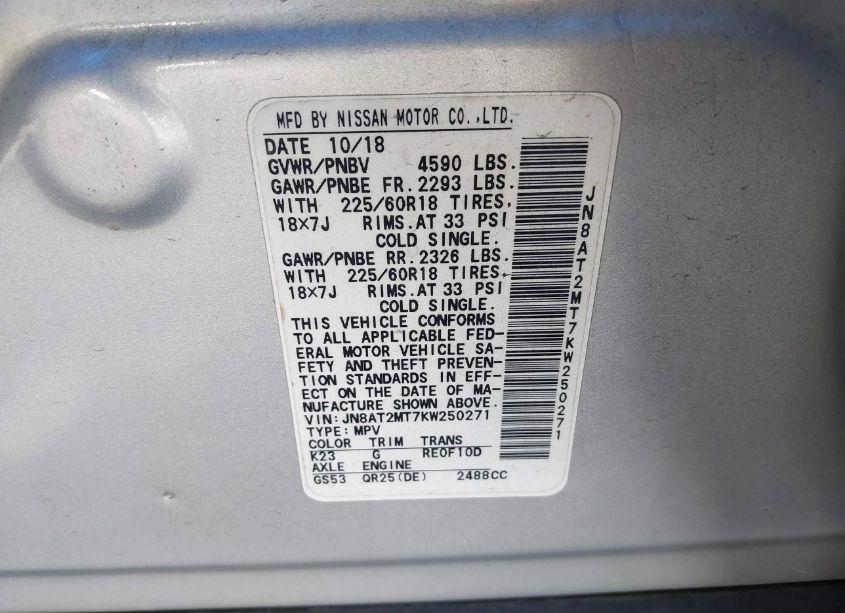 MFD BY NISSAN MOTOR CO.,LTD.
DATE 10/18
GVWR/PNBV 4590 LBS.
GAWR/PNBE FR.2293 LBS.
WITH 225/60R18 TIRES,
18X7J RIMS.AT 33 PSI
COLD SINGLE.
GAWR/PNBE RR.2326 LBS.
WITH 225/60R18 TIRES,
18X7J RIMS.AT 33 PSI
COLD SINGLE.
THIS VEHICLE CONFORMS
TO ALL APPLICABLE FED-
ERAL MOTOR VEHICLE SA-
FETY AND THEFT PREVEN-
TION STANDARDS IN EFF-
ECT ON THE DATE OF MA-
NUFACTURE SHOWN ABOVE.
VIN: JN8AT2MT7KW250271
TYPE: MPV
COLOR TRIM TRANS
K23 G RE0F10D
AXLE ENGINE
GS53 QR25(DE) 2488CC
JN8AT2MT7KW250271